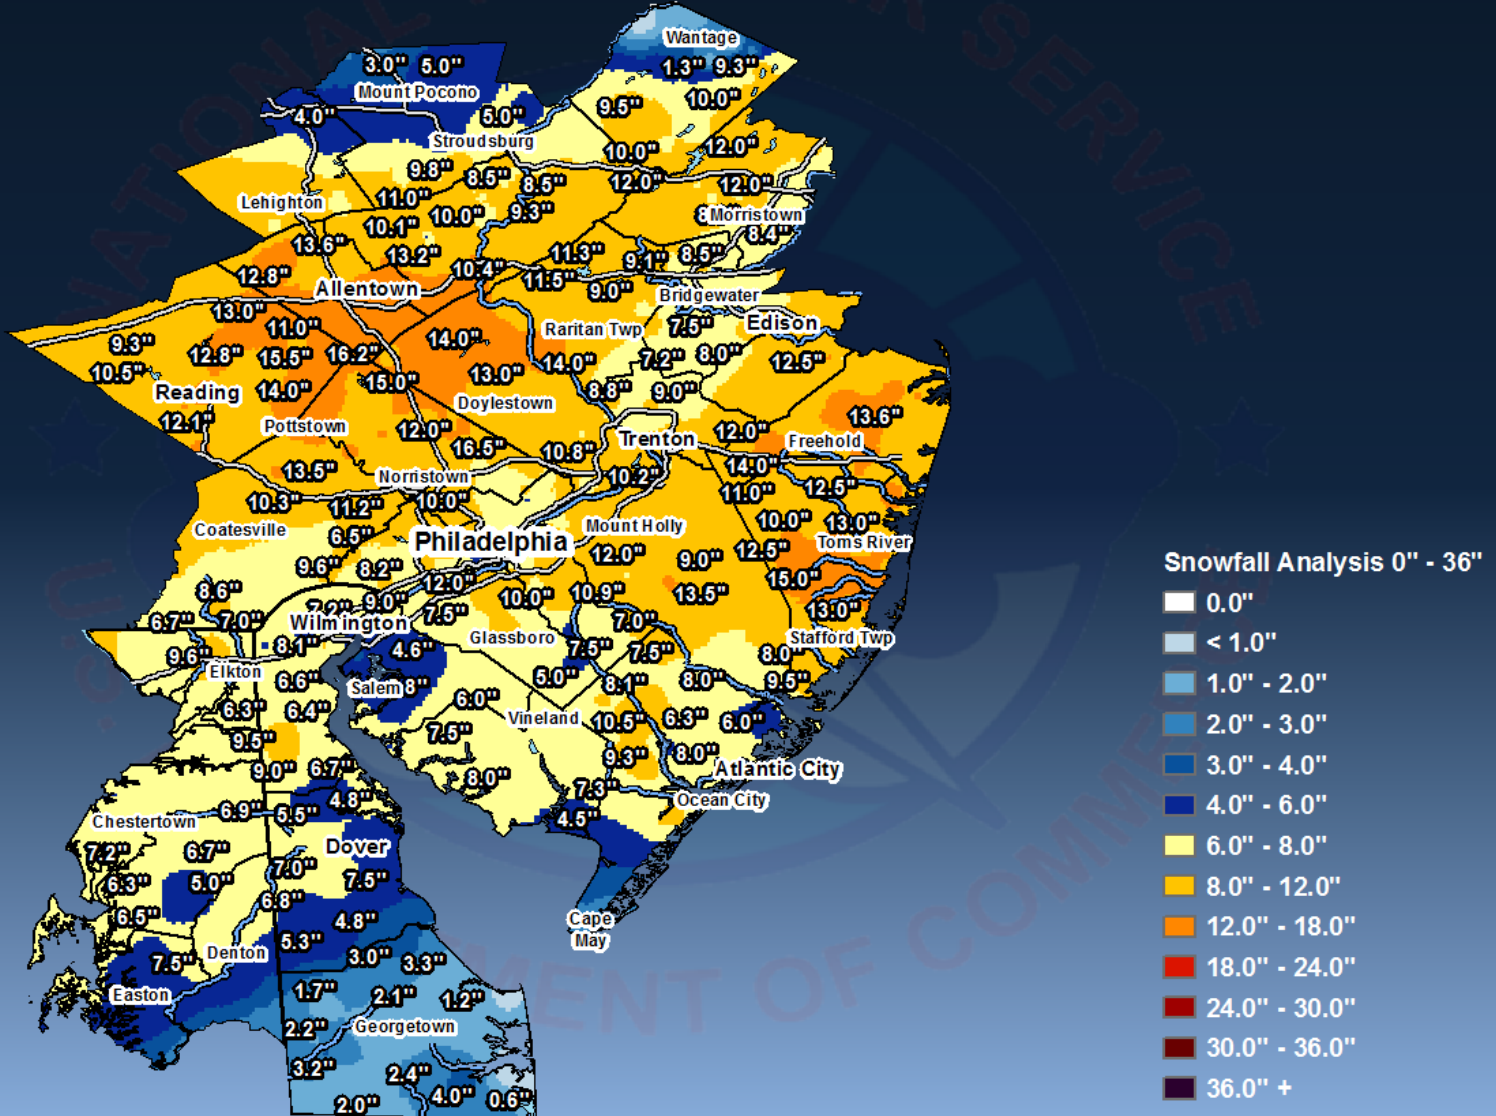 Wantage
3.0" 5.0"
1.3" 9.3"
Mount Pocono
9.5" 10.0"
4.0" 5.0"
Stroudsburg
10.0" 12.0"
9.8" 8.5" 8.5" 12.0" 12.0"
Lehighton 11.0"
10.0" 9.3" Morristown
10.1" 8.4"
13.6" 13.2" 11.3" 9.1" 8.5"
12.8" 10.4" 11.5"
Allentown 9.0" Bridgewater
13.0"
11.0" 14.0" Raritan Twp 7.5" Edison
9.3" 12.8" 15.5" 16.2" 7.2" 8.0"
10.5" 15.0" 13.0" 14.0" 12.5"
Reading 14.0" 8.8" 9.0"
Doylestown
12.1" Pottstown 12.0" 13.6"
16.5" 10.8" Trenton 12.0" Freehold
13.5" Norristown 10.2" 14.0"
10.3" 11.2" 10.0" 11.0" 12.5"
Coatesville 6.5" Mount Holly 10.0" 13.0"
Philadelphia Toms River
9.6" 8.2" 12.0" 9.0" 12.5"
8.6" 12.0" 15.0"
7.2" 9.0" 10.0" 10.9" 13.5"
6.7" 7.0" Wilmington 7.5" 7.0" 13.0"
9.6" 8.1" 4.6" Glassboro 7.5" 7.5" Stafford Twp
Elkton 8.0"
6.6" Salem 8" 5.0" 8.1" 8.0" 9.5"
6.3" 6.4" 6.0" Vineland 10.5" 6.3" 6.0"
9.5" 7.5" 9.3" 8.0"
9.0" 6.7" 8.0" Atlantic City
4.8" 7.3" Ocean City
Chestertown 6.9" 5.5" 4.5"
7.2" 6.7" Dover
7.0"
6.3" 5.0" 7.5"
6.5" 6.8" 4.8" Cape
May
Denton 5.3"
7.5" 3.0" 3.3"
Easton 1.7" 2.1" 1.2"
2.2" Georgetown
3.2" 2.4"
2.0" 4.0" 0.6"
Snowfall Analysis 0" - 36"
0.0"
< 1.0"
1.0" - 2.0"
2.0" - 3.0"
3.0" - 4.0"
4.0" - 6.0"
6.0" - 8.0"
8.0" - 12.0"
12.0" - 18.0"
18.0" - 24.0"
24.0" - 30.0"
30.0" - 36.0"
36.0" +